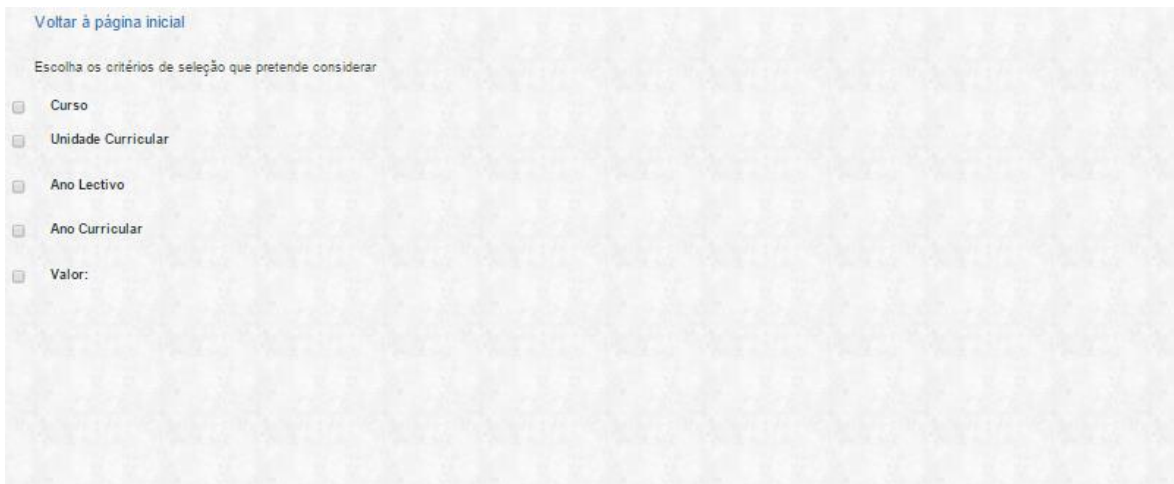 Voltar à página inicial
Escolha os critérios de seleção que pretende considerar
Curso
Unidade Curricular
Ano Lectivo
Ano Curricular
Valor: